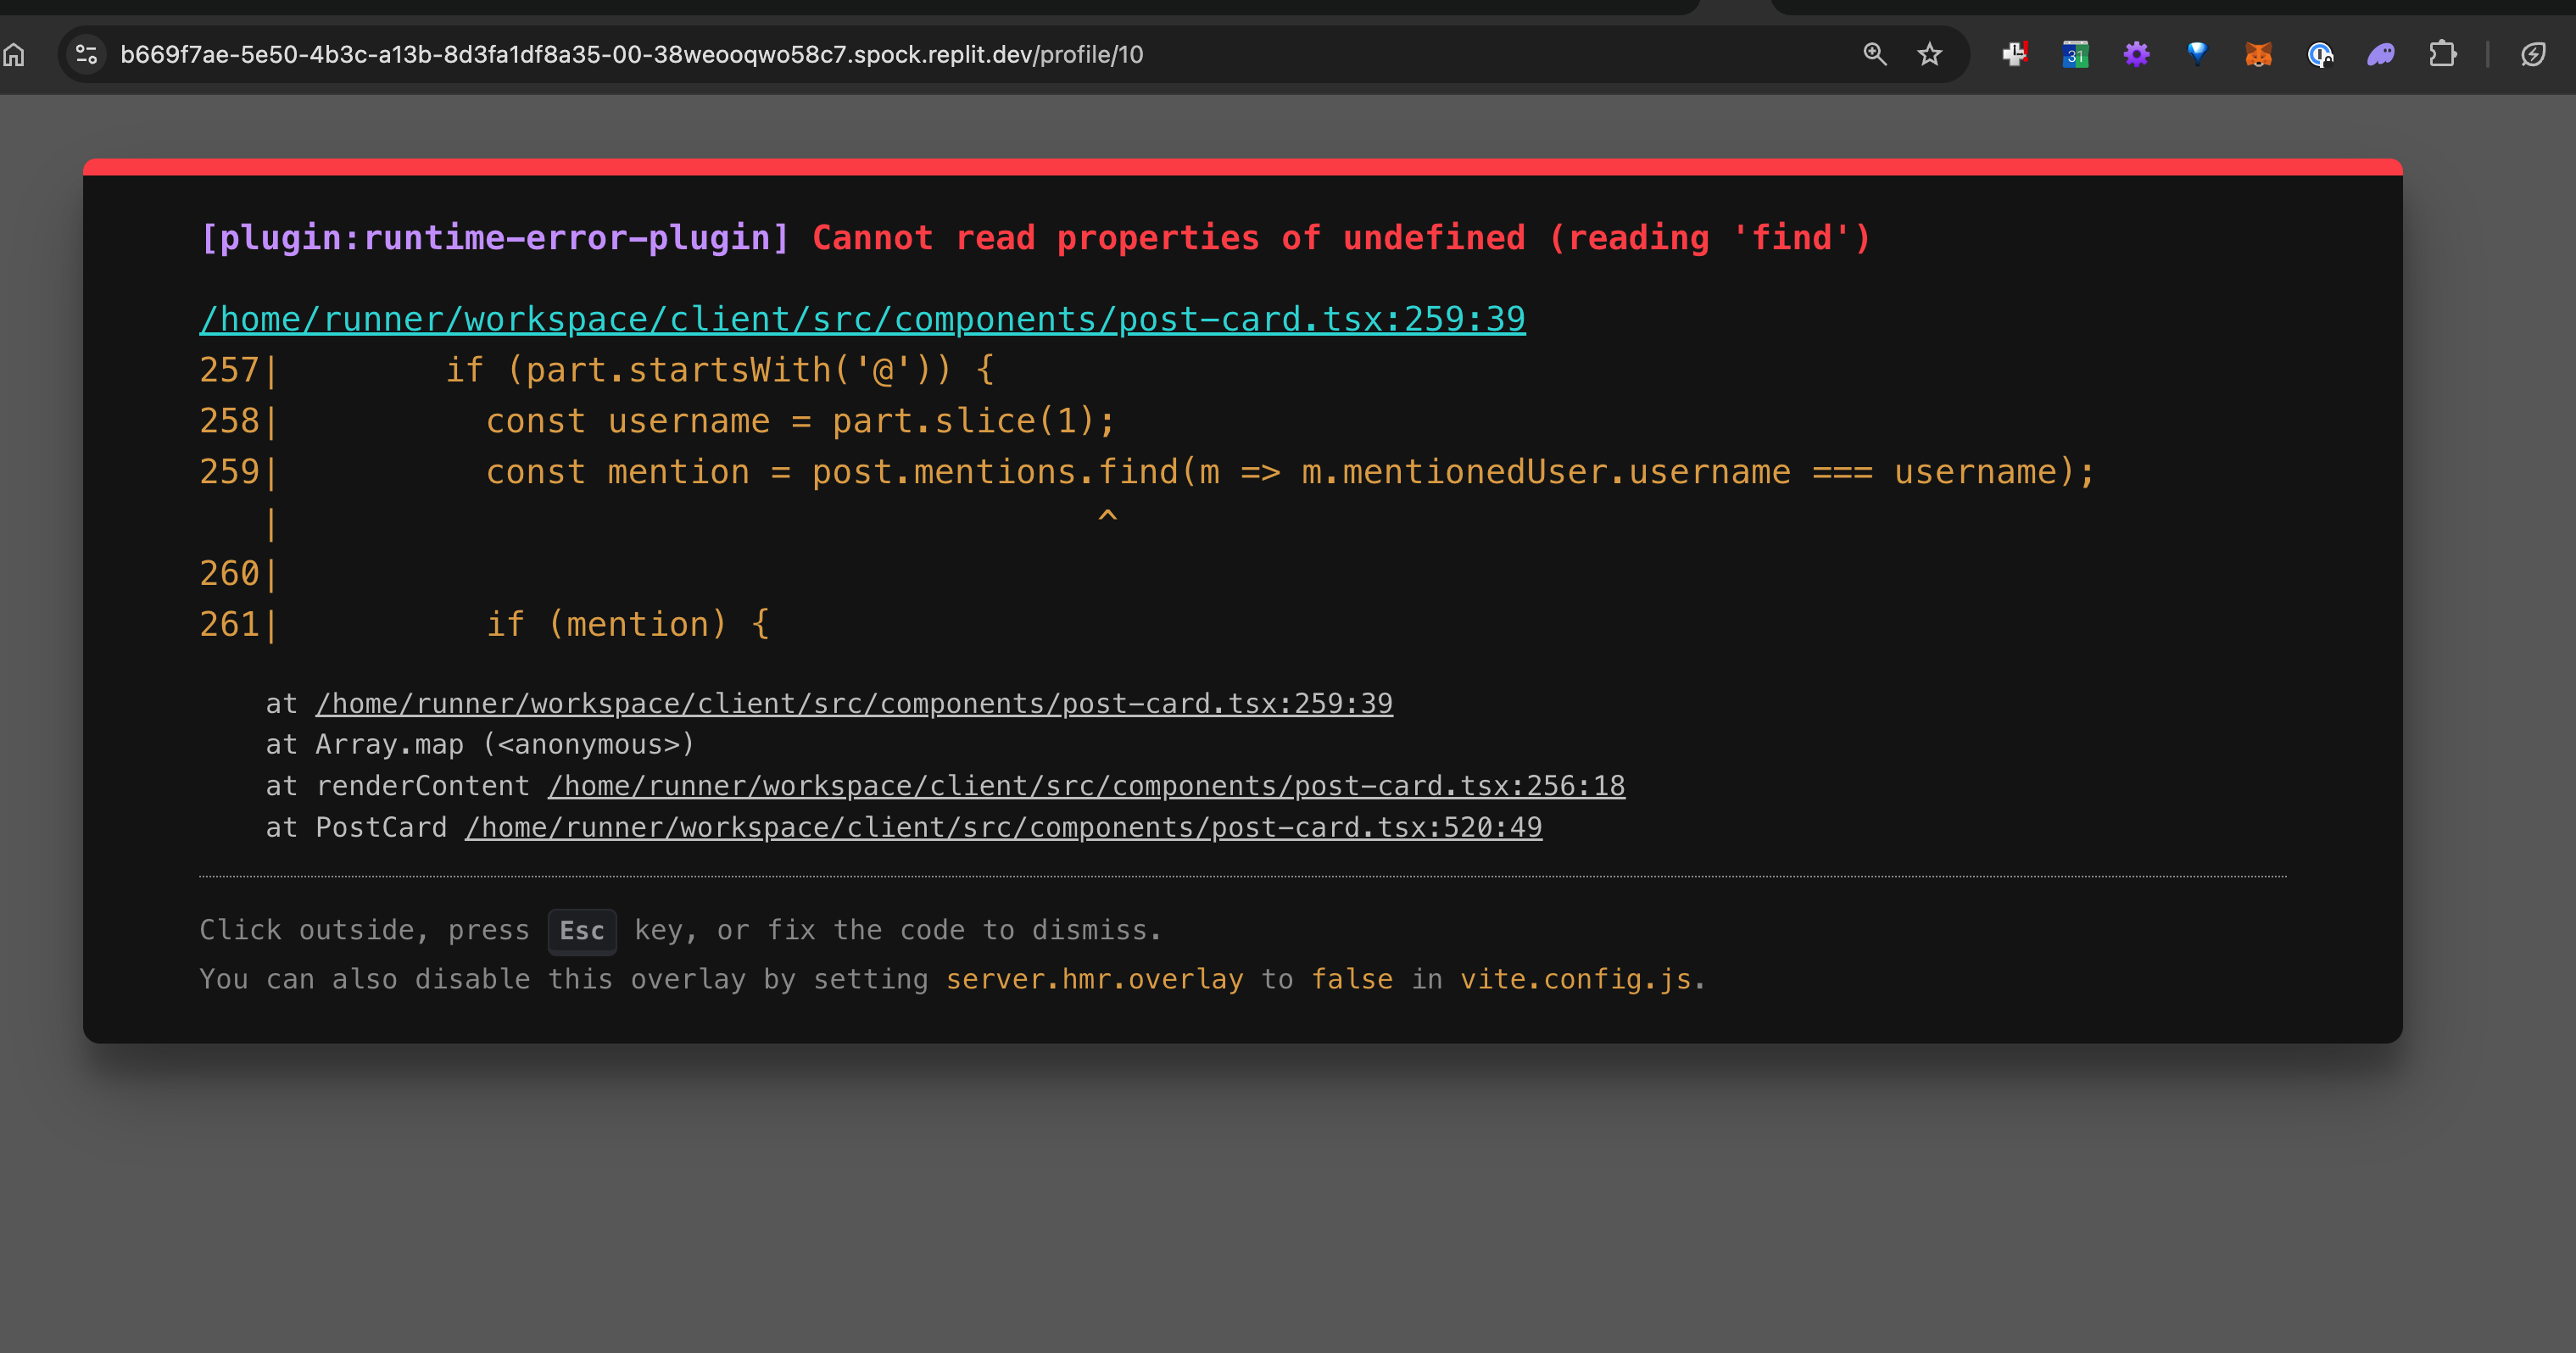 b669f7ae-5e50-4b3c-a13b-8d3fa1df8a35-00-38weooqwo58c7.spock.replit.dev/profile/10
31
[plugin:runtime-error-plugin] Cannot read properties of undefined (reading 'find')
/home/runner/workspace/client/src/components/post-card.tsx:259:39
257|        if (part.startsWith('@')) {
258|          const username = part.slice(1);
259|          const mention = post.mentions.find(m => m.mentionedUser.username === username);
   |                                       ^
260|
261|          if (mention) {
at /home/runner/workspace/client/src/components/post-card.tsx:259:39
at Array.map (<anonymous>)
at renderContent /home/runner/workspace/client/src/components/post-card.tsx:256:18
at PostCard /home/runner/workspace/client/src/components/post-card.tsx:520:49
Click outside, press Esc key, or fix the code to dismiss.
You can also disable this overlay by setting server.hmr.overlay to false in vite.config.js.